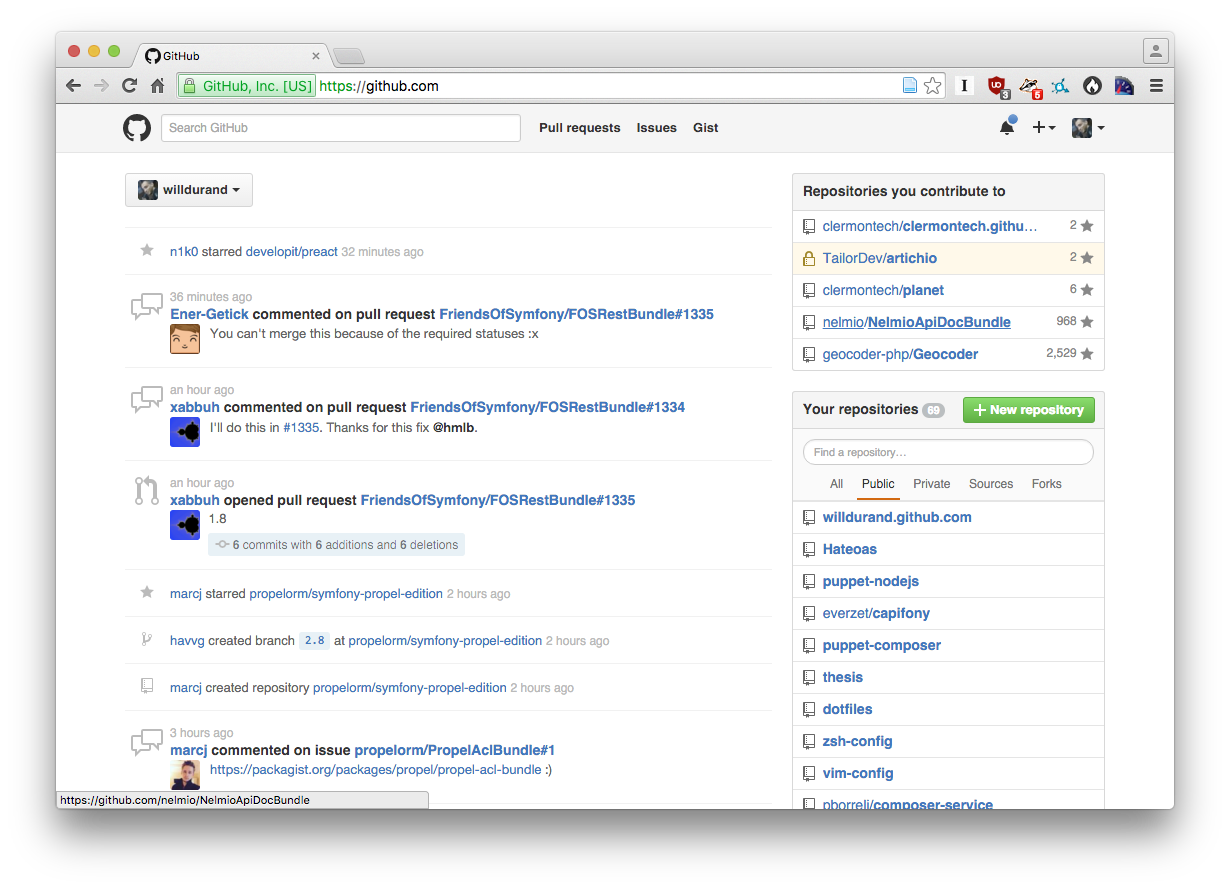 GitHub
GitHub, Inc. [US] https://github.com
I
UD
3
5
Search GitHub
Pull requests Issues Gist
willdurand
n1k0 starred developit/preact 32 minutes ago
36 minutes ago
Ener-Getick commented on pull request FriendsOfSymfony/FOSRestBundle#1335
You can't merge this because of the required statuses :x
an hour ago
xabbuh commented on pull request FriendsOfSymfony/FOSRestBundle#1334
I'll do this in #1335. Thanks for this fix @hmlb.
an hour ago
xabbuh opened pull request FriendsOfSymfony/FOSRestBundle#1335
1.8
6 commits with 6 additions and 6 deletions
marcj starred propelorm/symfony-propel-edition 2 hours ago
havvg created branch 2.8 at propelorm/symfony-propel-edition 2 hours ago
marcj created repository propelorm/symfony-propel-edition 2 hours ago
3 hours ago
marcj commented on issue propelorm/PropelAclBundle#1
https://packagist.org/packages/propel/propel-acl-bundle :)
https://github.com/nelmio/NelmioApiDocBundle
Repositories you contribute to
clermontech/clermontech.githu… 2
TailorDev/artichio 2
clermontech/planet 6
nelmio/NelmioApiDocBundle 968
geocoder-php/Geocoder 2,529
Your repositories 69 New repository
Find a repository…
All Public Private Sources Forks
willdurand.github.com
Hateoas
puppet-nodejs
everzet/capifony
puppet-composer
thesis
dotfiles
zsh-config
vim-config
pborreli/composer-service